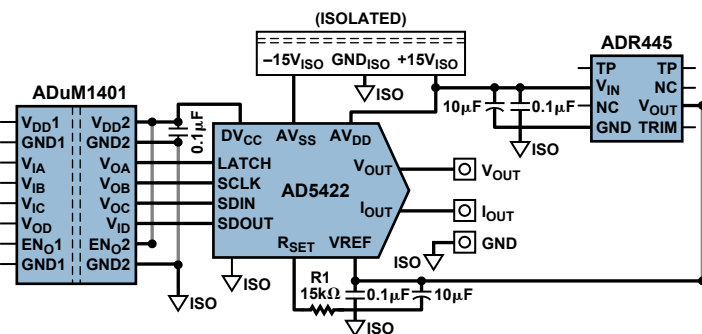 (ISOLATED)
–15VISO GNDISO +15VISO
ISO
ADR445
TP TP
VIN NC
NC VOUT
GND TRIM
10µF 0.1µF
ISO
ADuM1401
VDD1 VDD2
GND1 GND2
VIA VOA
VIB VOB
VIC VOC
VOD VID
ENO1 ENO2
GND1 GND2
0.1µF
ISO
DVCC AVSS AVDD
LATCH
SCLK
SDIN
SDOUT
AD5422
VOUT
IOUT
RSET VREF
VOUT
IOUT
GND
ISO
ISO
R1
15kΩ
0.1µF 10µF
ISO